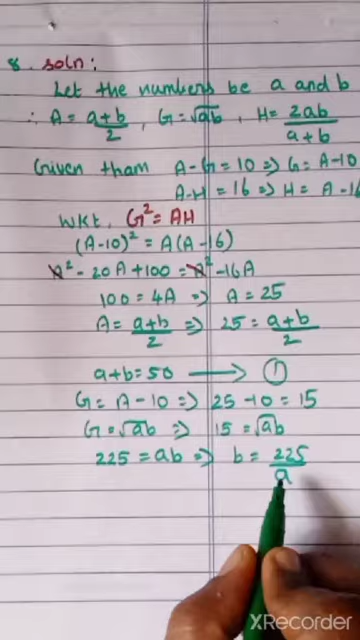 8. Soln:
Let the numbers be a and b
∴ A = a+b/2 , G = √ab , H = 2ab/a+b
Given tham A-G = 10 => G = A-10
A-H = 16 => H = A-16
WKT, G² = AH
(A-10)² = A(A-16)
A² - 20A + 100 = A² - 16A
100 = 4A => A = 25
A = a+b/2 => 25 = a+b/2
a+b = 50 → ①
G = A-10 => 25-10 = 15
G = √ab => 15 = √ab
225 = ab => b = 225/a
XRecorder